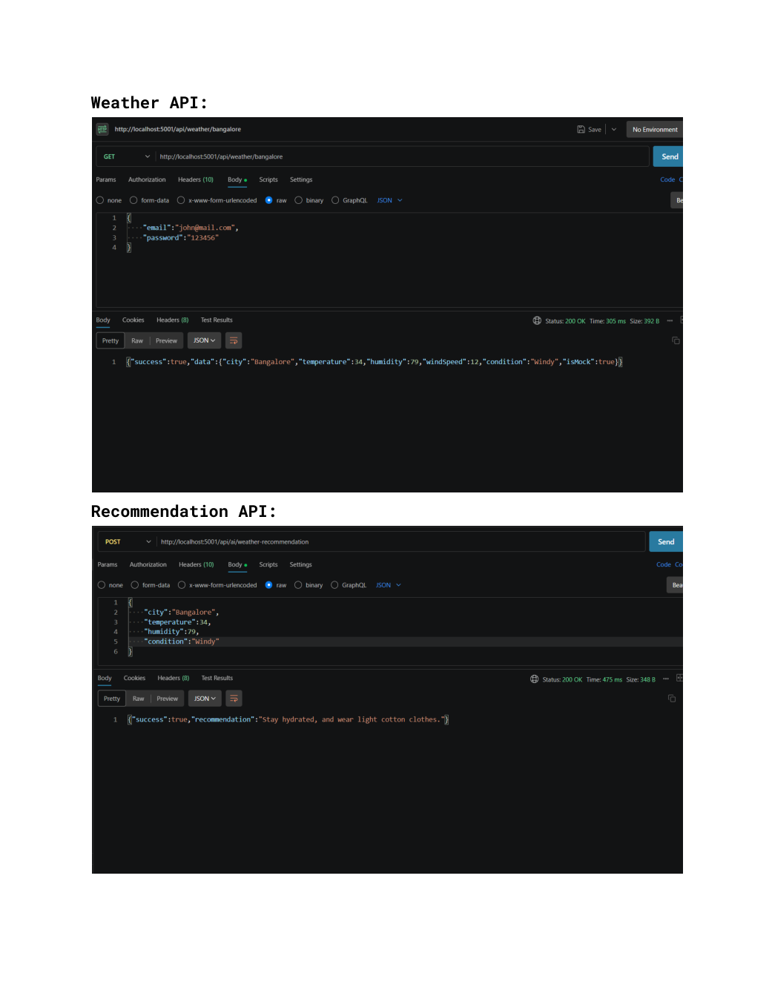 Weather API:
HTTP http://localhost:5001/api/weather/bangalore Save No Environment
GET http://localhost:5001/api/weather/bangalore Send
Params Authorization Headers (10) Body Scripts Settings Code C
none form-data x-www-form-urlencoded raw binary GraphQL JSON Be
1 {
2 ····"email":"john@mail.com",
3 ····"password":"123456"
4 }
Body Cookies Headers (8) Test Results Status: 200 OK Time: 305 ms Size: 392 B
Pretty Raw Preview JSON
1 {"success":true,"data":{"city":"Bangalore","temperature":34,"humidity":79,"windSpeed":12,"condition":"Windy","isMock":true}}
Recommendation API:
POST http://localhost:5001/api/ai/weather-recommendation Send
Params Authorization Headers (10) Body Scripts Settings Code Co
none form-data x-www-form-urlencoded raw binary GraphQL JSON Bea
1 {
2 ····"city":"Bangalore",
3 ····"temperature":34,
4 ····"humidity":79,
5 ····"condition":"Windy"
6 }
Body Cookies Headers (8) Test Results Status: 200 OK Time: 475 ms Size: 348 B
Pretty Raw Preview JSON
1 {"success":true,"recommendation":"Stay hydrated, and wear light cotton clothes."}